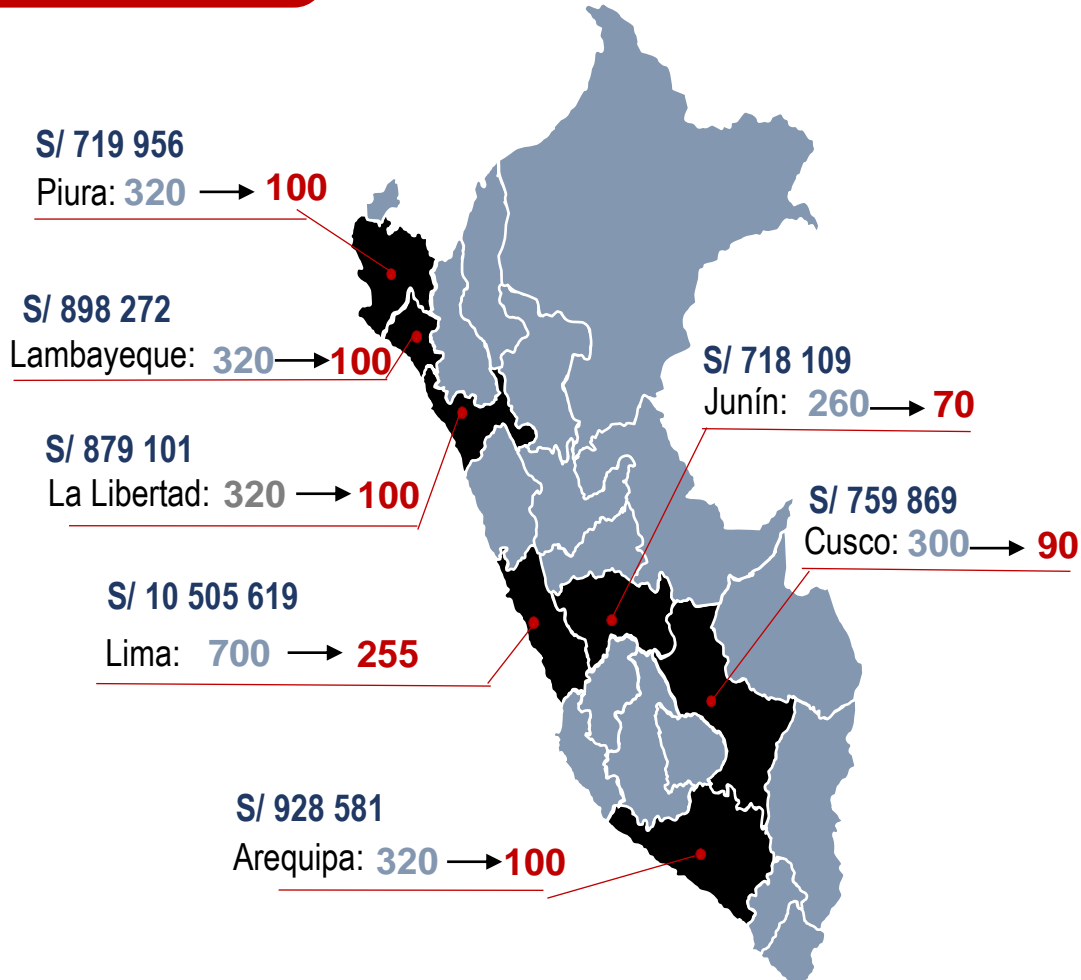 S/ 719 956
Piura: 320 → 100
S/ 898 272
Lambayeque: 320 → 100
S/ 718 109
Junín: 260 → 70
S/ 879 101
La Libertad: 320 → 100
S/ 759 869
Cusco: 300 → 90
S/ 10 505 619
Lima: 700 → 255
S/ 928 581
Arequipa: 320 → 100